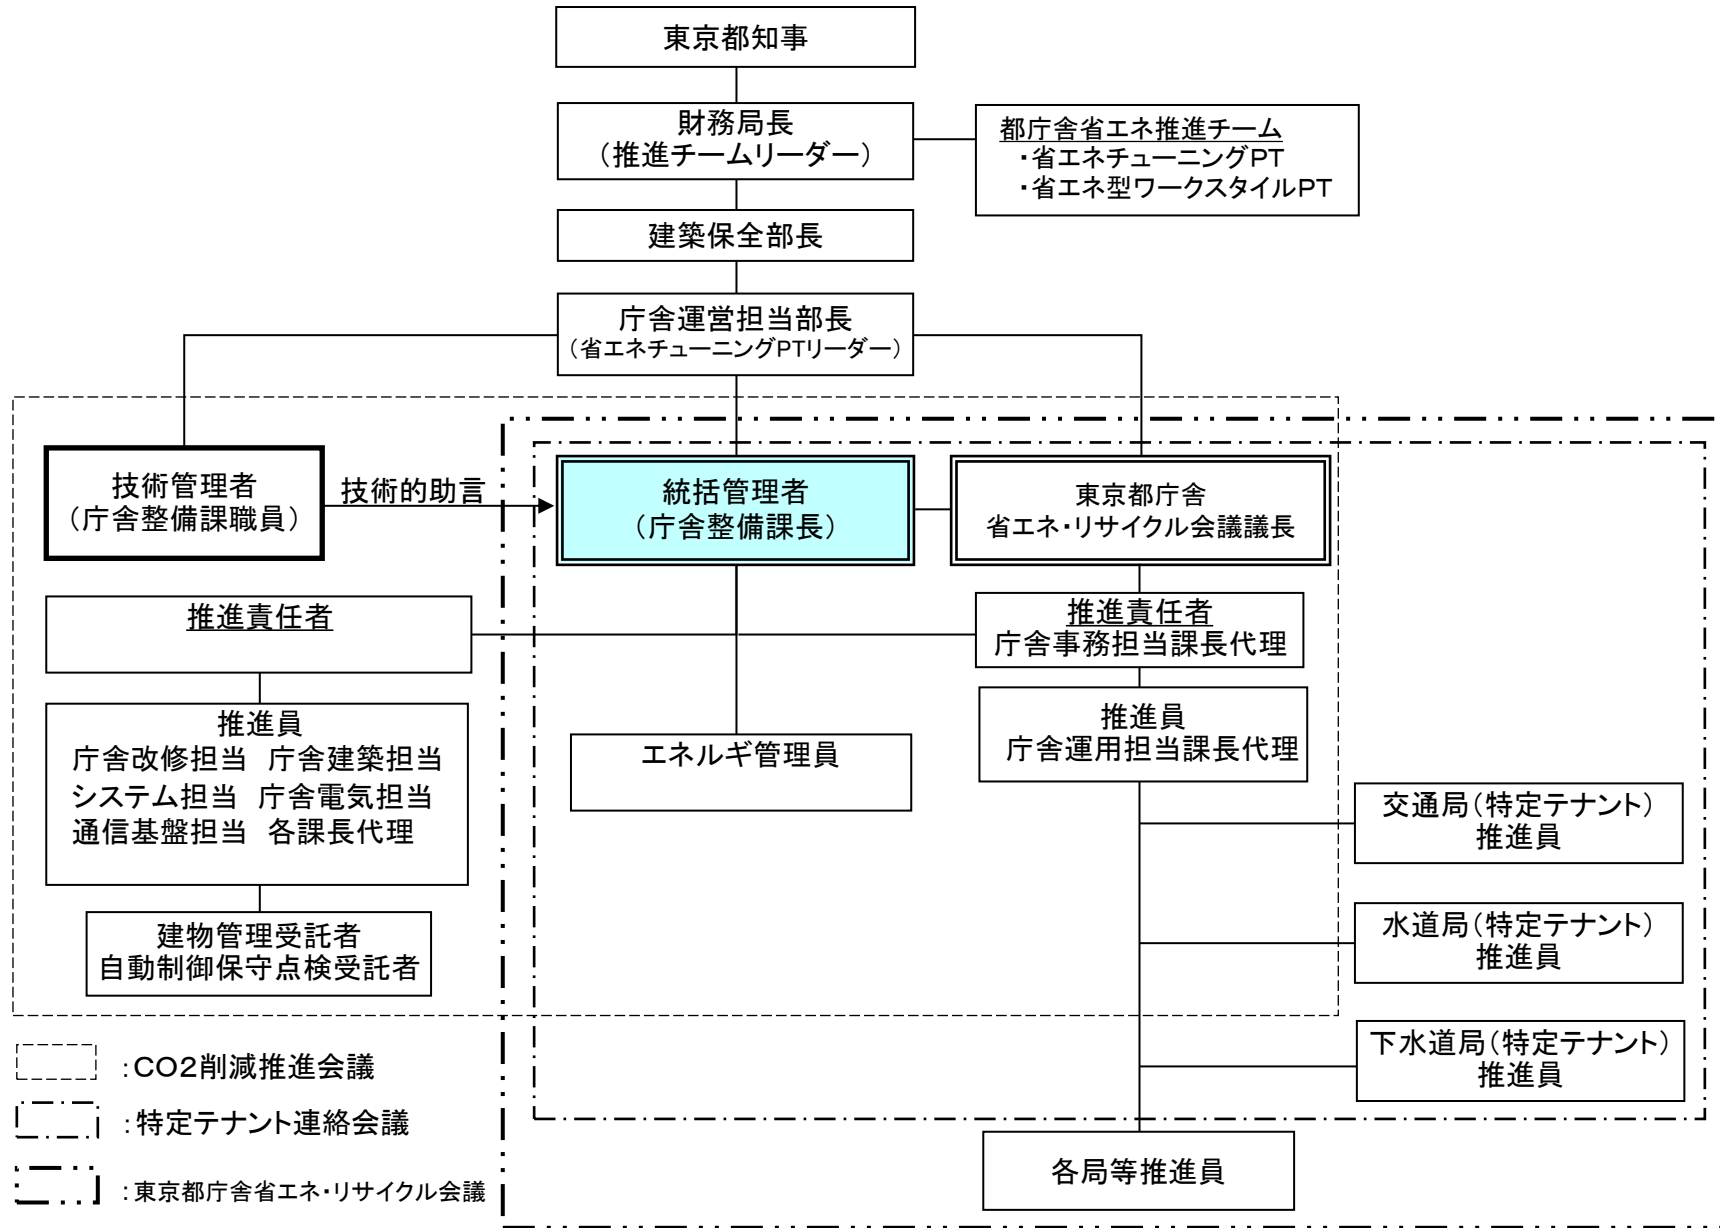 東京都知事
財務局長
（推進チームリーダー）
都庁舎省エネ推進チーム
・省エネチューニングPT
・省エネ型ワークスタイルPT
建築保全部長
庁舎運営担当部長
（省エネチューニングPTリーダー）
技術管理者
（庁舎整備課職員）
技術的助言
統括管理者
（庁舎整備課長）
東京都庁舎
省エネ・リサイクル会議議長
推進責任者
推進責任者
庁舎事務担当課長代理
推進員
庁舎改修担当　庁舎建築担当
システム担当　庁舎電気担当
通信基盤担当　各課長代理
エネルギ管理員
推進員
庁舎運用担当課長代理
交通局（特定テナント）
推進員
建物管理受託者
自動制御保守点検受託者
水道局（特定テナント）
推進員
下水道局（特定テナント）
推進員
各局等推進員
：CO2削減推進会議
：特定テナント連絡会議
：東京都庁舎省エネ・リサイクル会議